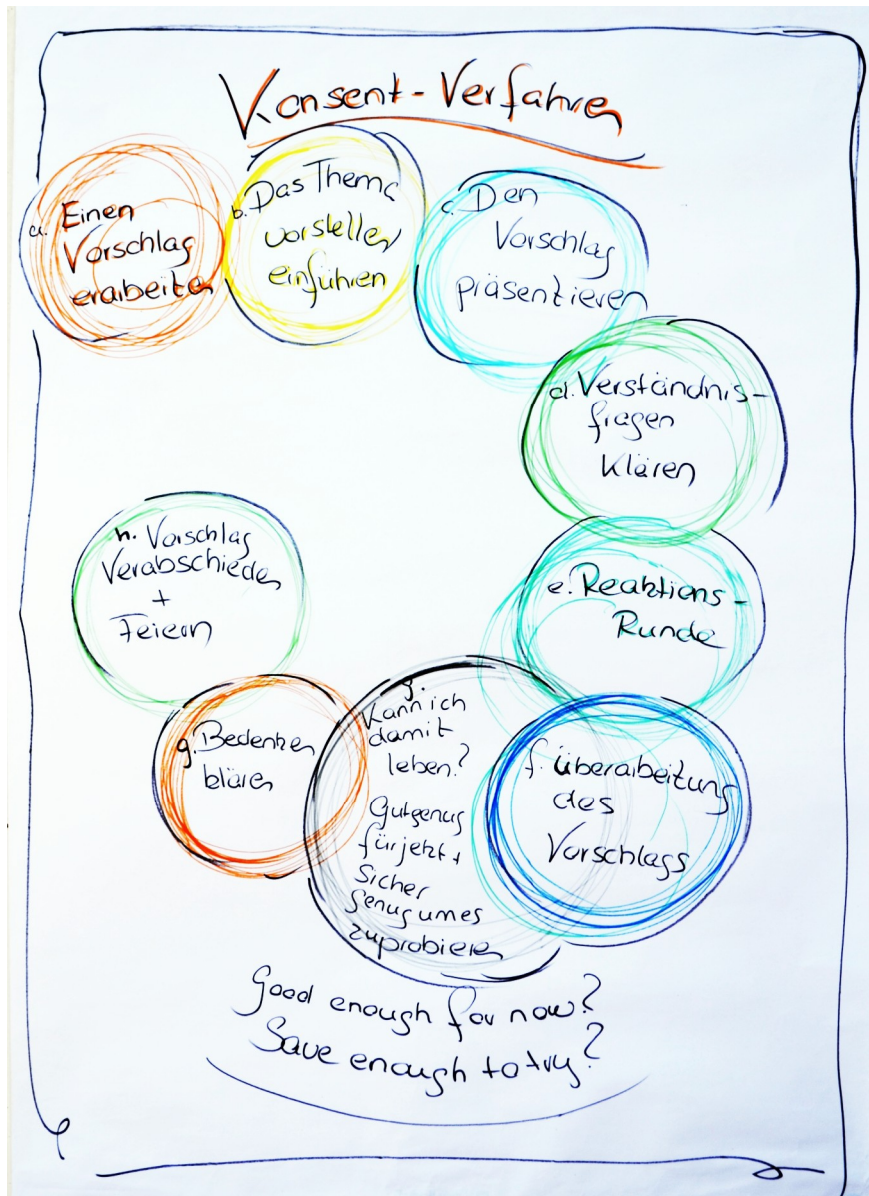 Konsent-Verfahren
a. Einen
Vorschlag
erarbeiten
b. Das Thema
vorstellen/
einführen
c. Den
Vorschlag
präsentieren
d. Verständnis-
fragen
klären
e. Reaktions-
Runde
f. Überarbeitung
des
Vorschlags
g.
Kann ich
damit
leben?
Gut genug
für jetzt +
Sicher
genug um es
zuprobieren
g. Bedenken
klären
h. Vorschlag
Verabschieden
+
Feiern
Good enough for now?
Save enough to try?